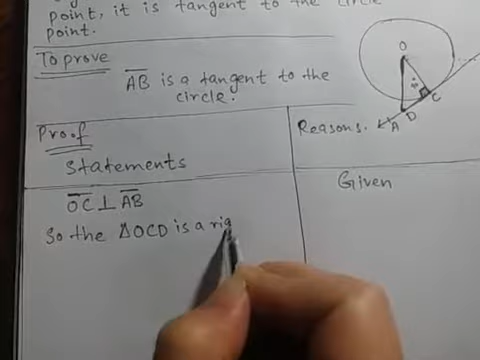 point, it is tangent to the circle
point.
To prove
AB is a tangent to the
circle.
O
C
D
A
Proof
Reasons.
Statements
OC ⊥ AB
Given
So the ΔOCD is a rig